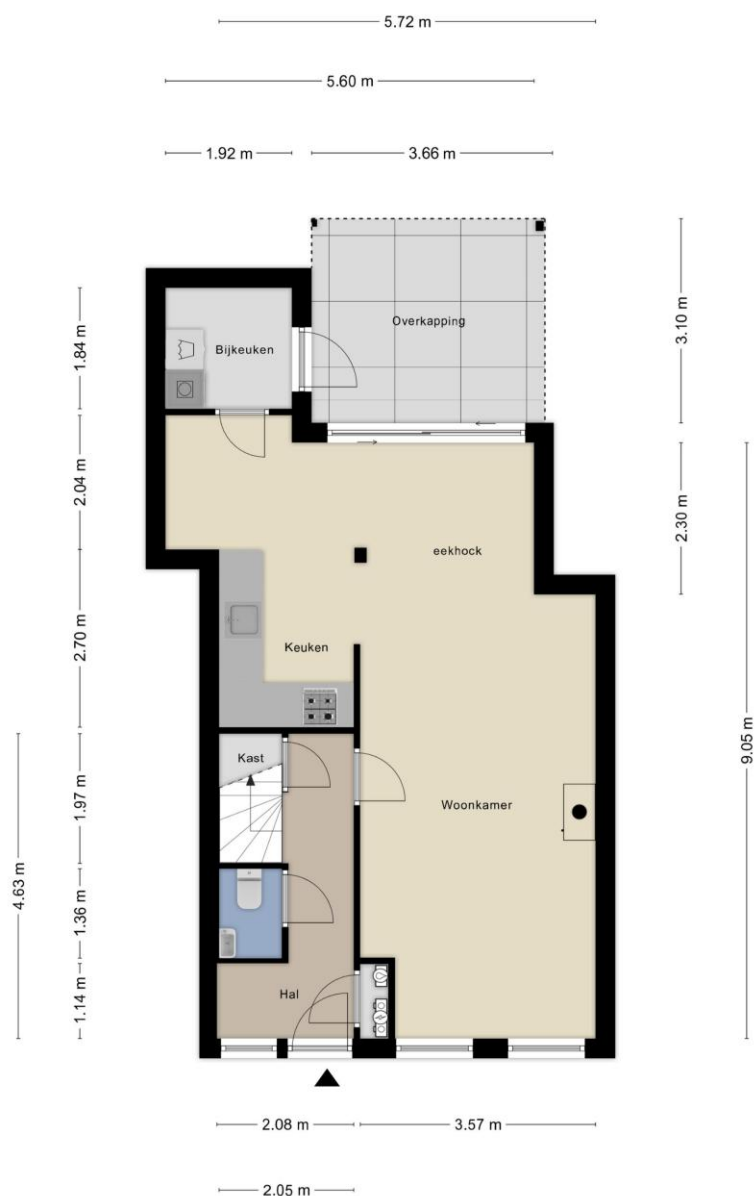 5.72 m
5.60 m
1.92 m
3.66 m
1.84 m
Bijkeuken
Overkapping
3.10 m
2.04 m
2.30 m
eekhock
2.70 m
Keuken
9.05 m
Kast
1.97 m
Woonkamer
4.63 m
1.36 m
1.14 m
Hal
2.08 m
3.57 m
2.05 m